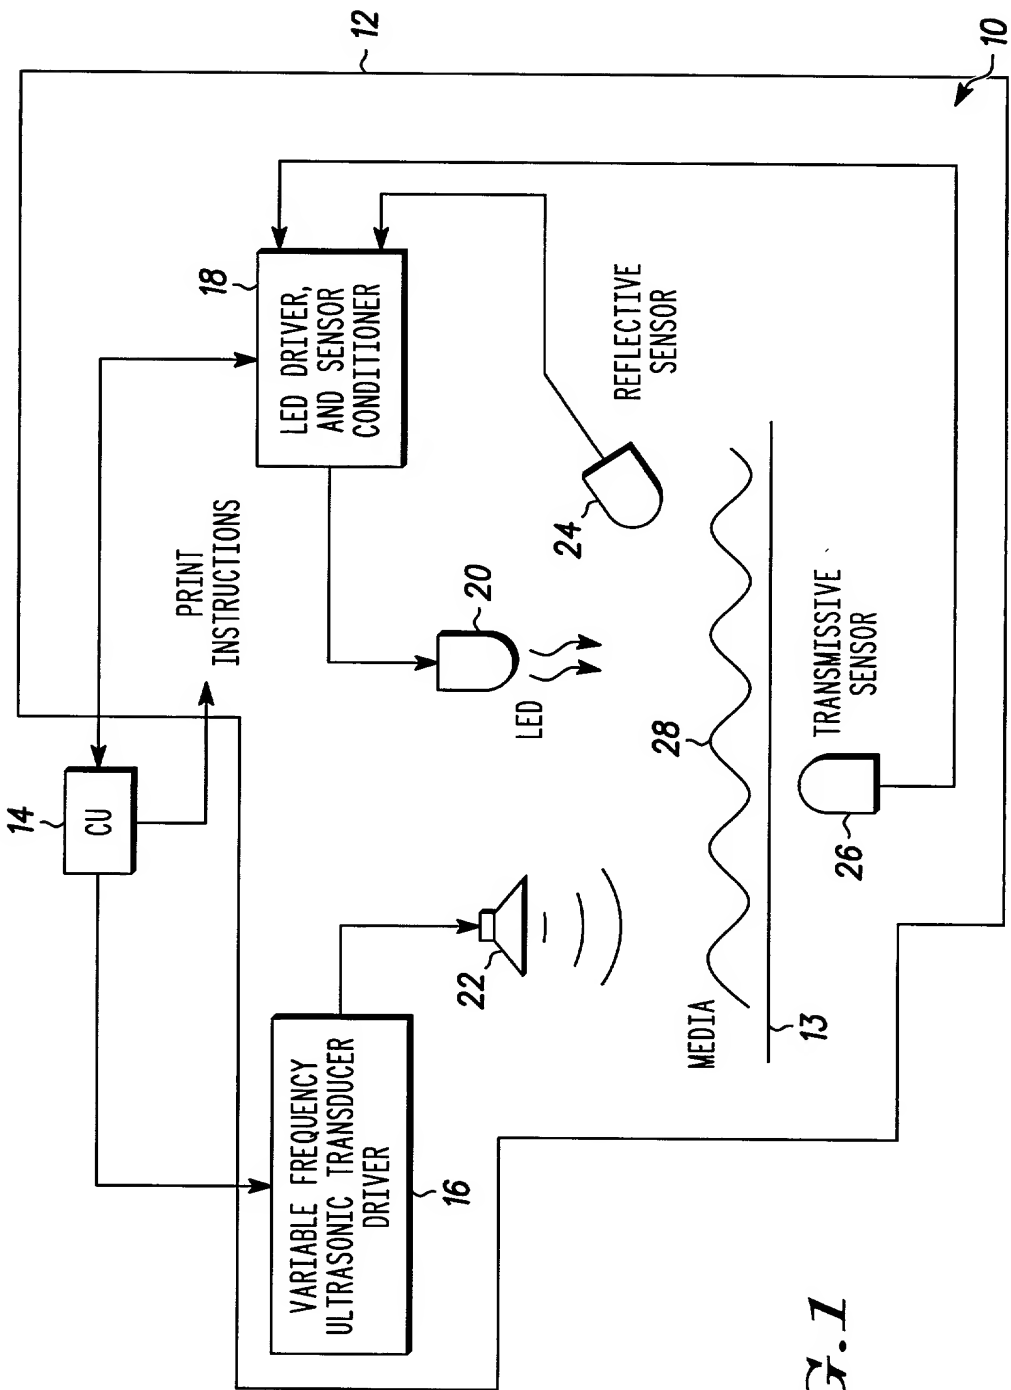 14
CU
12
PRINT
INSTRUCTIONS
18
LED DRIVER,
AND SENSOR
CONDITIONER
VARIABLE FREQUENCY
ULTRASONIC TRANSDUCER
DRIVER
16
22
20
LED
24
REFLECTIVE
SENSOR
28
MEDIA
13
TRANSMISSIVE
SENSOR
26
10
G.1